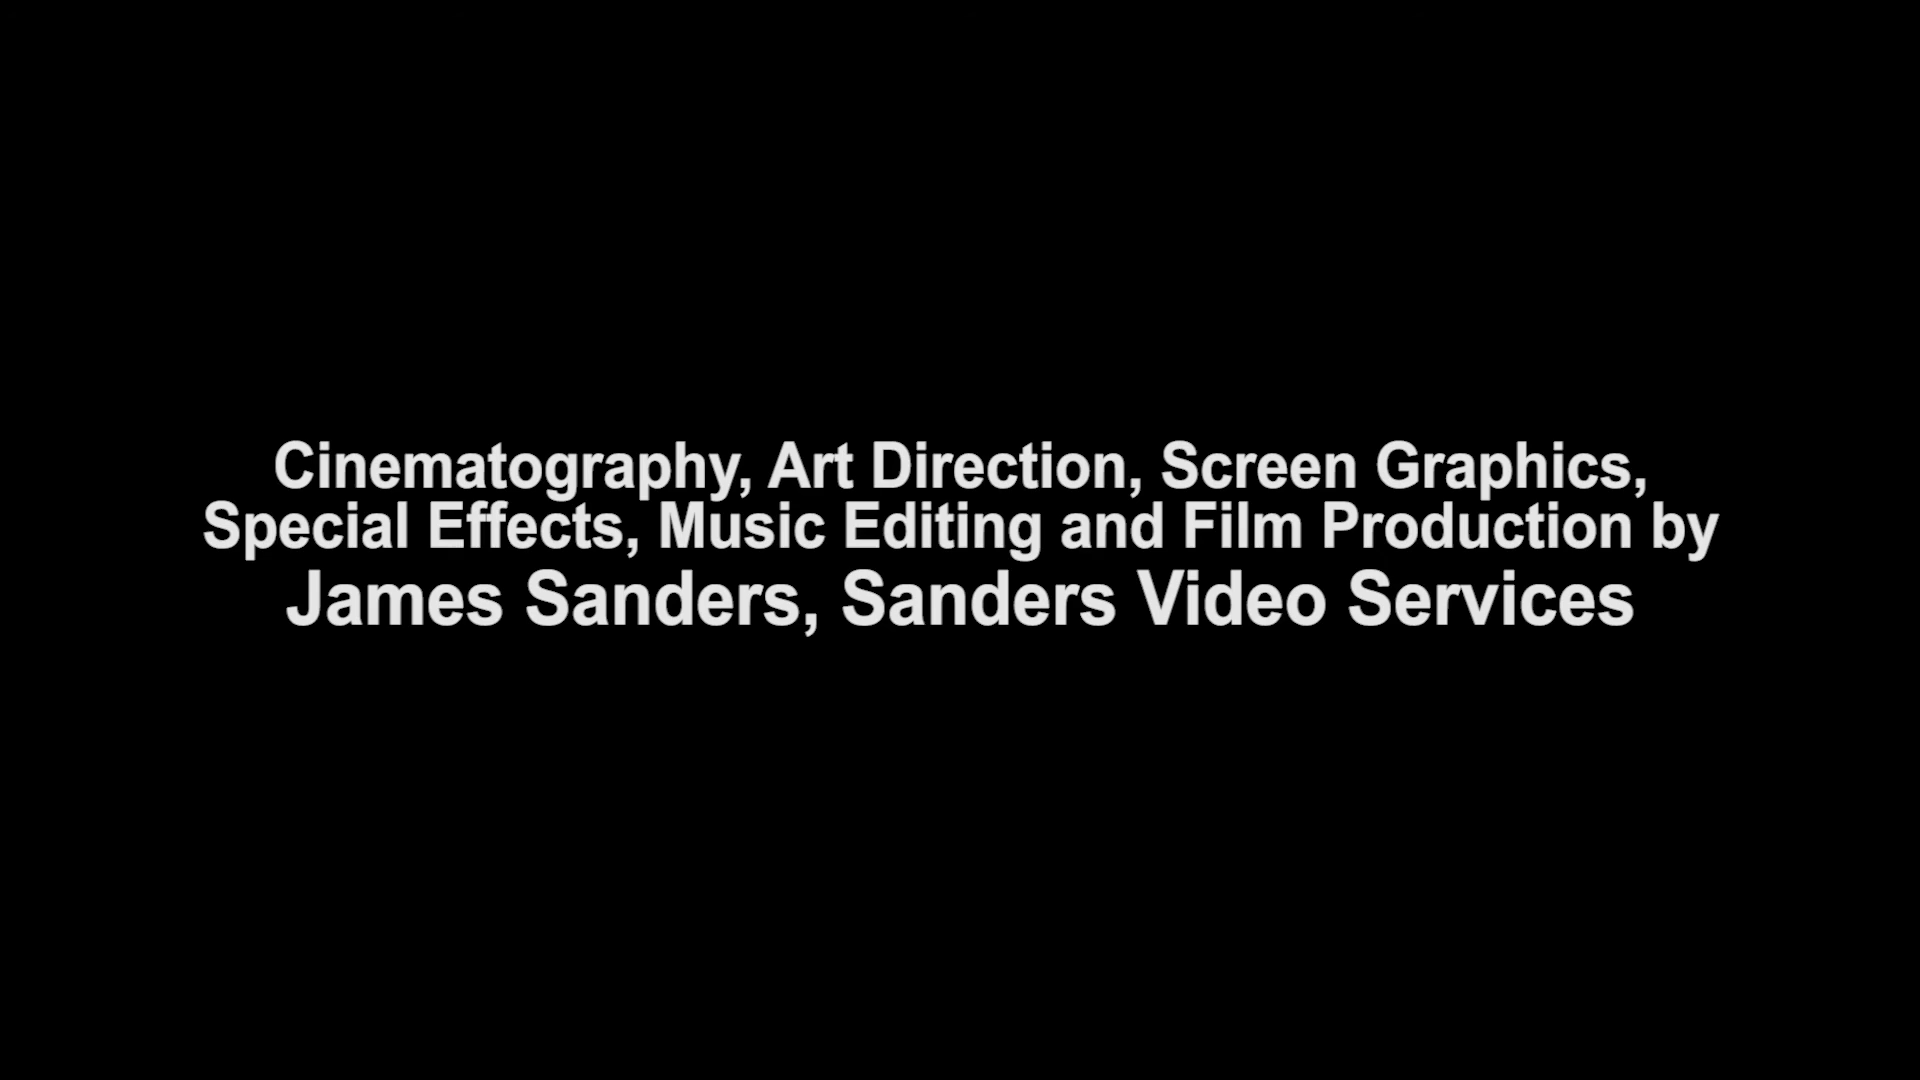 Cinematography, Art Direction, Screen Graphics,
Special Effects, Music Editing and Film Production by
James Sanders, Sanders Video Services